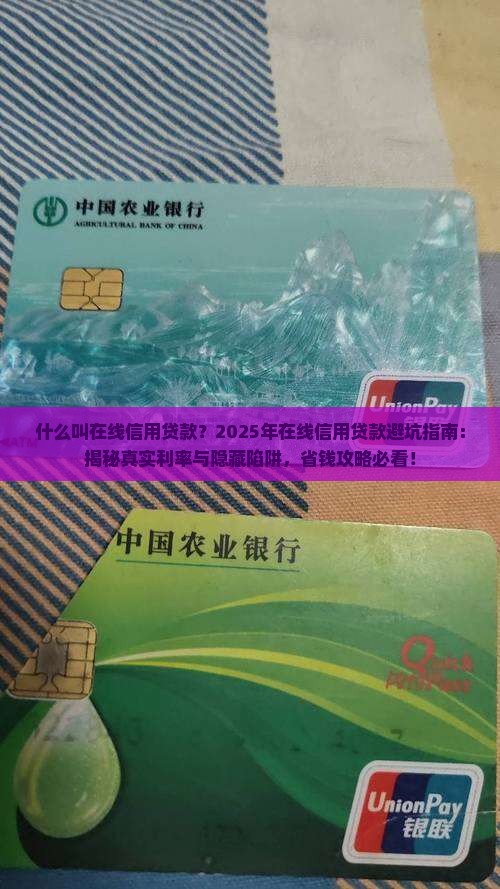 中国农业银行
AGRICULTURAL BANK OF CHINA
UnionPay
什么叫在线信用贷款？2025年在线信用贷款避坑指南：
揭秘真实利率与隐藏陷阱，省钱攻略必看！
中国农业银行
Quick
UnionPay
银联